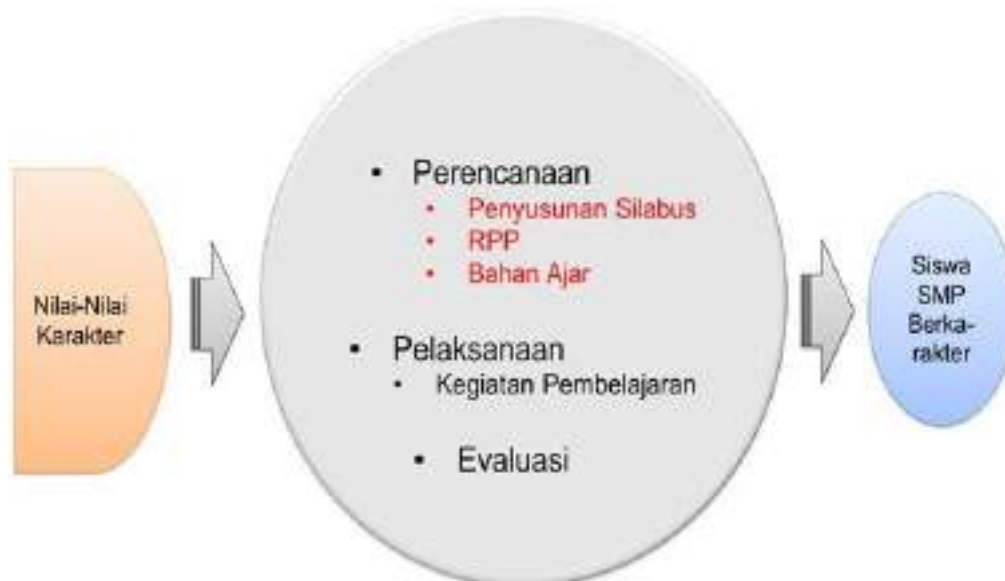 Nilai-Nilai
Karakter
• Perencanaan
• Penyusunan Silabus
• RPP
• Bahan Ajar
• Pelaksanaan
• Kegiatan Pembelajaran
• Evaluasi
Siswa
SMP
Berka-
rakter